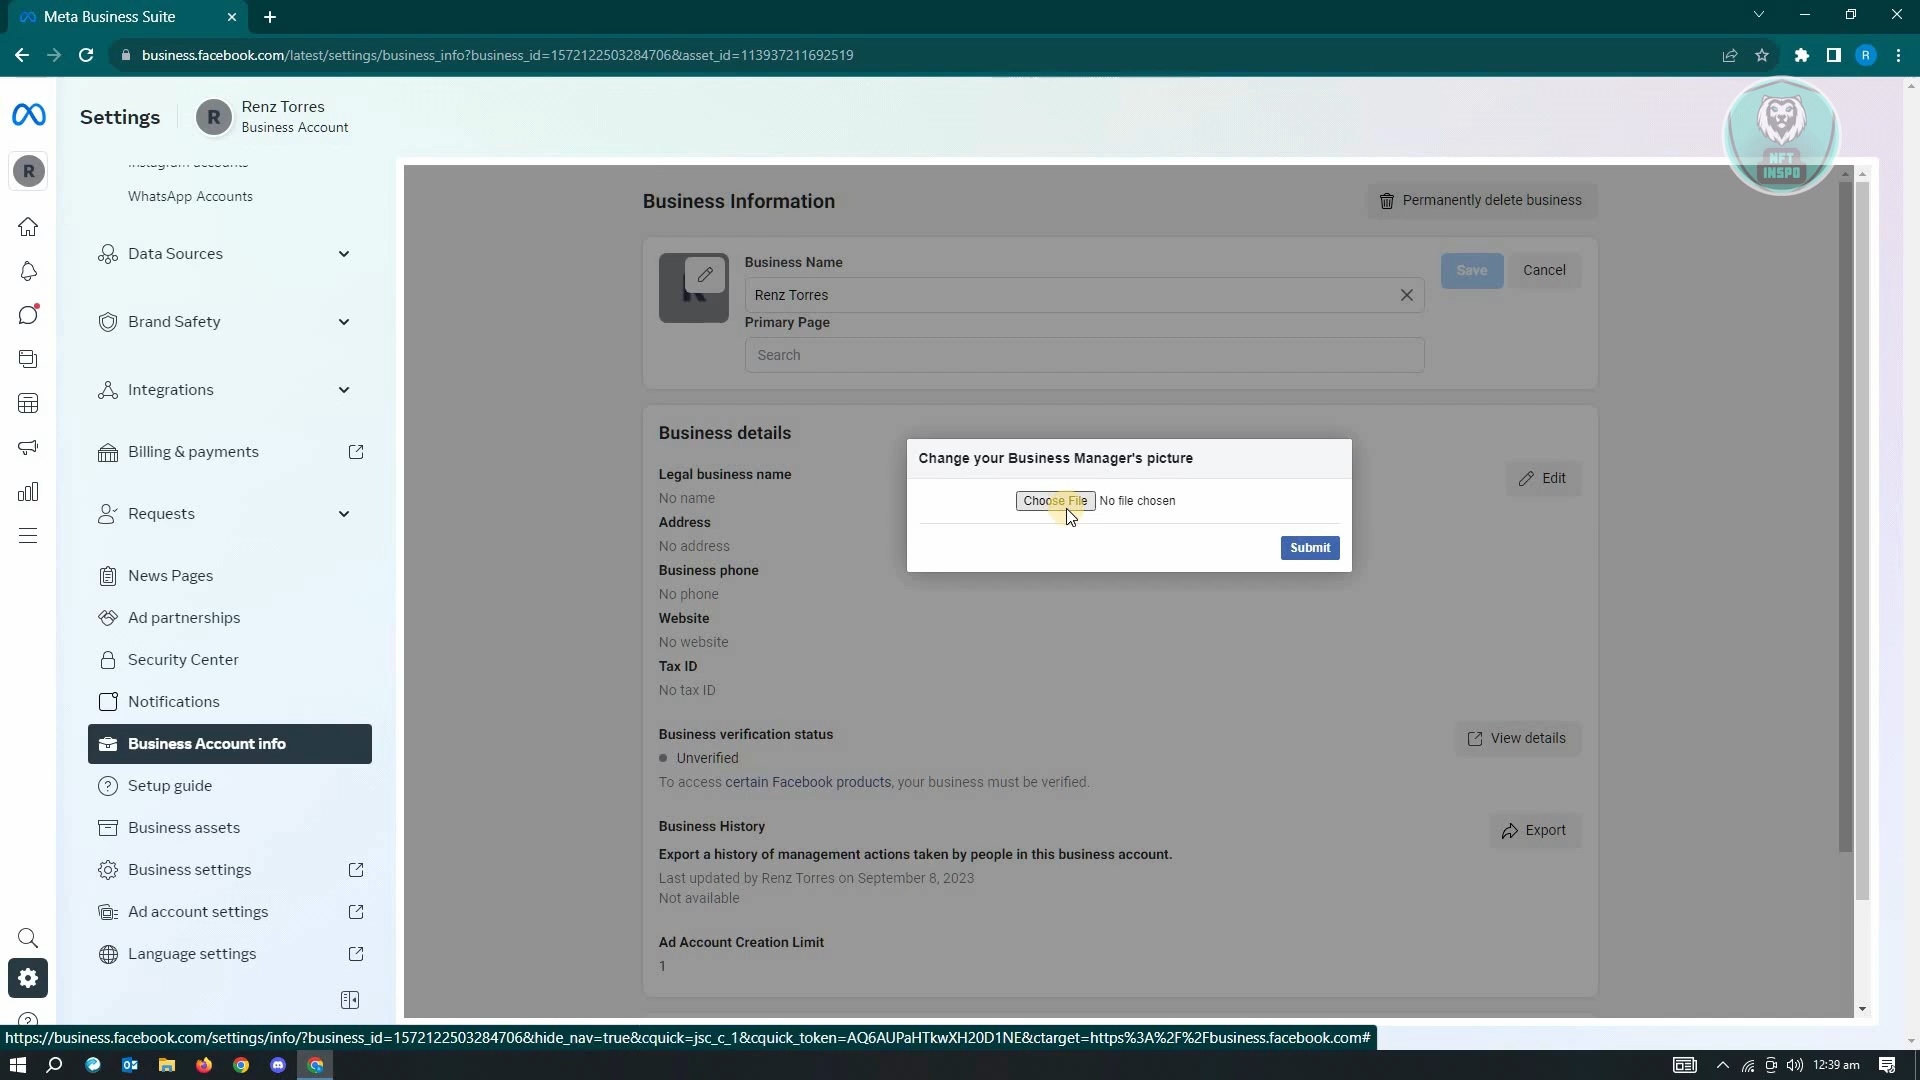 Meta Business Suite
business.facebook.com/latest/settings/business_info?business_id=1572122503284706&asset_id=113937211692519
R
Settings
R
Renz Torres
Business Account
NFT
INSPO
R
Instagram accounts
WhatsApp Accounts
Data Sources
Brand Safety
Integrations
Billing & payments
Requests
News Pages
Ad partnerships
Security Center
Notifications
Business Account info
Setup guide
Business assets
Business settings
Ad account settings
Language settings
Business Information
Permanently delete business
Business Name
Renz Torres
Save
Cancel
Primary Page
Search
Business details
Edit
Legal business name
No name
Address
No address
Business phone
No phone
Website
No website
Tax ID
No tax ID
Change your Business Manager's picture
Choose File No file chosen
Submit
Business verification status
Unverified
View details
To access certain Facebook products, your business must be verified.
Business History
Export
Export a history of management actions taken by people in this business account.
Last updated by Renz Torres on September 8, 2023
Not available
Ad Account Creation Limit
1
https://business.facebook.com/settings/info/?business_id=1572122503284706&hide_nav=true&cquick=jsc_c_1&cquick_token=AQ6AUPaHTkwXH20D1NE&ctarget=https%3A%2F%2Fbusiness.facebook.com#
12:39 am